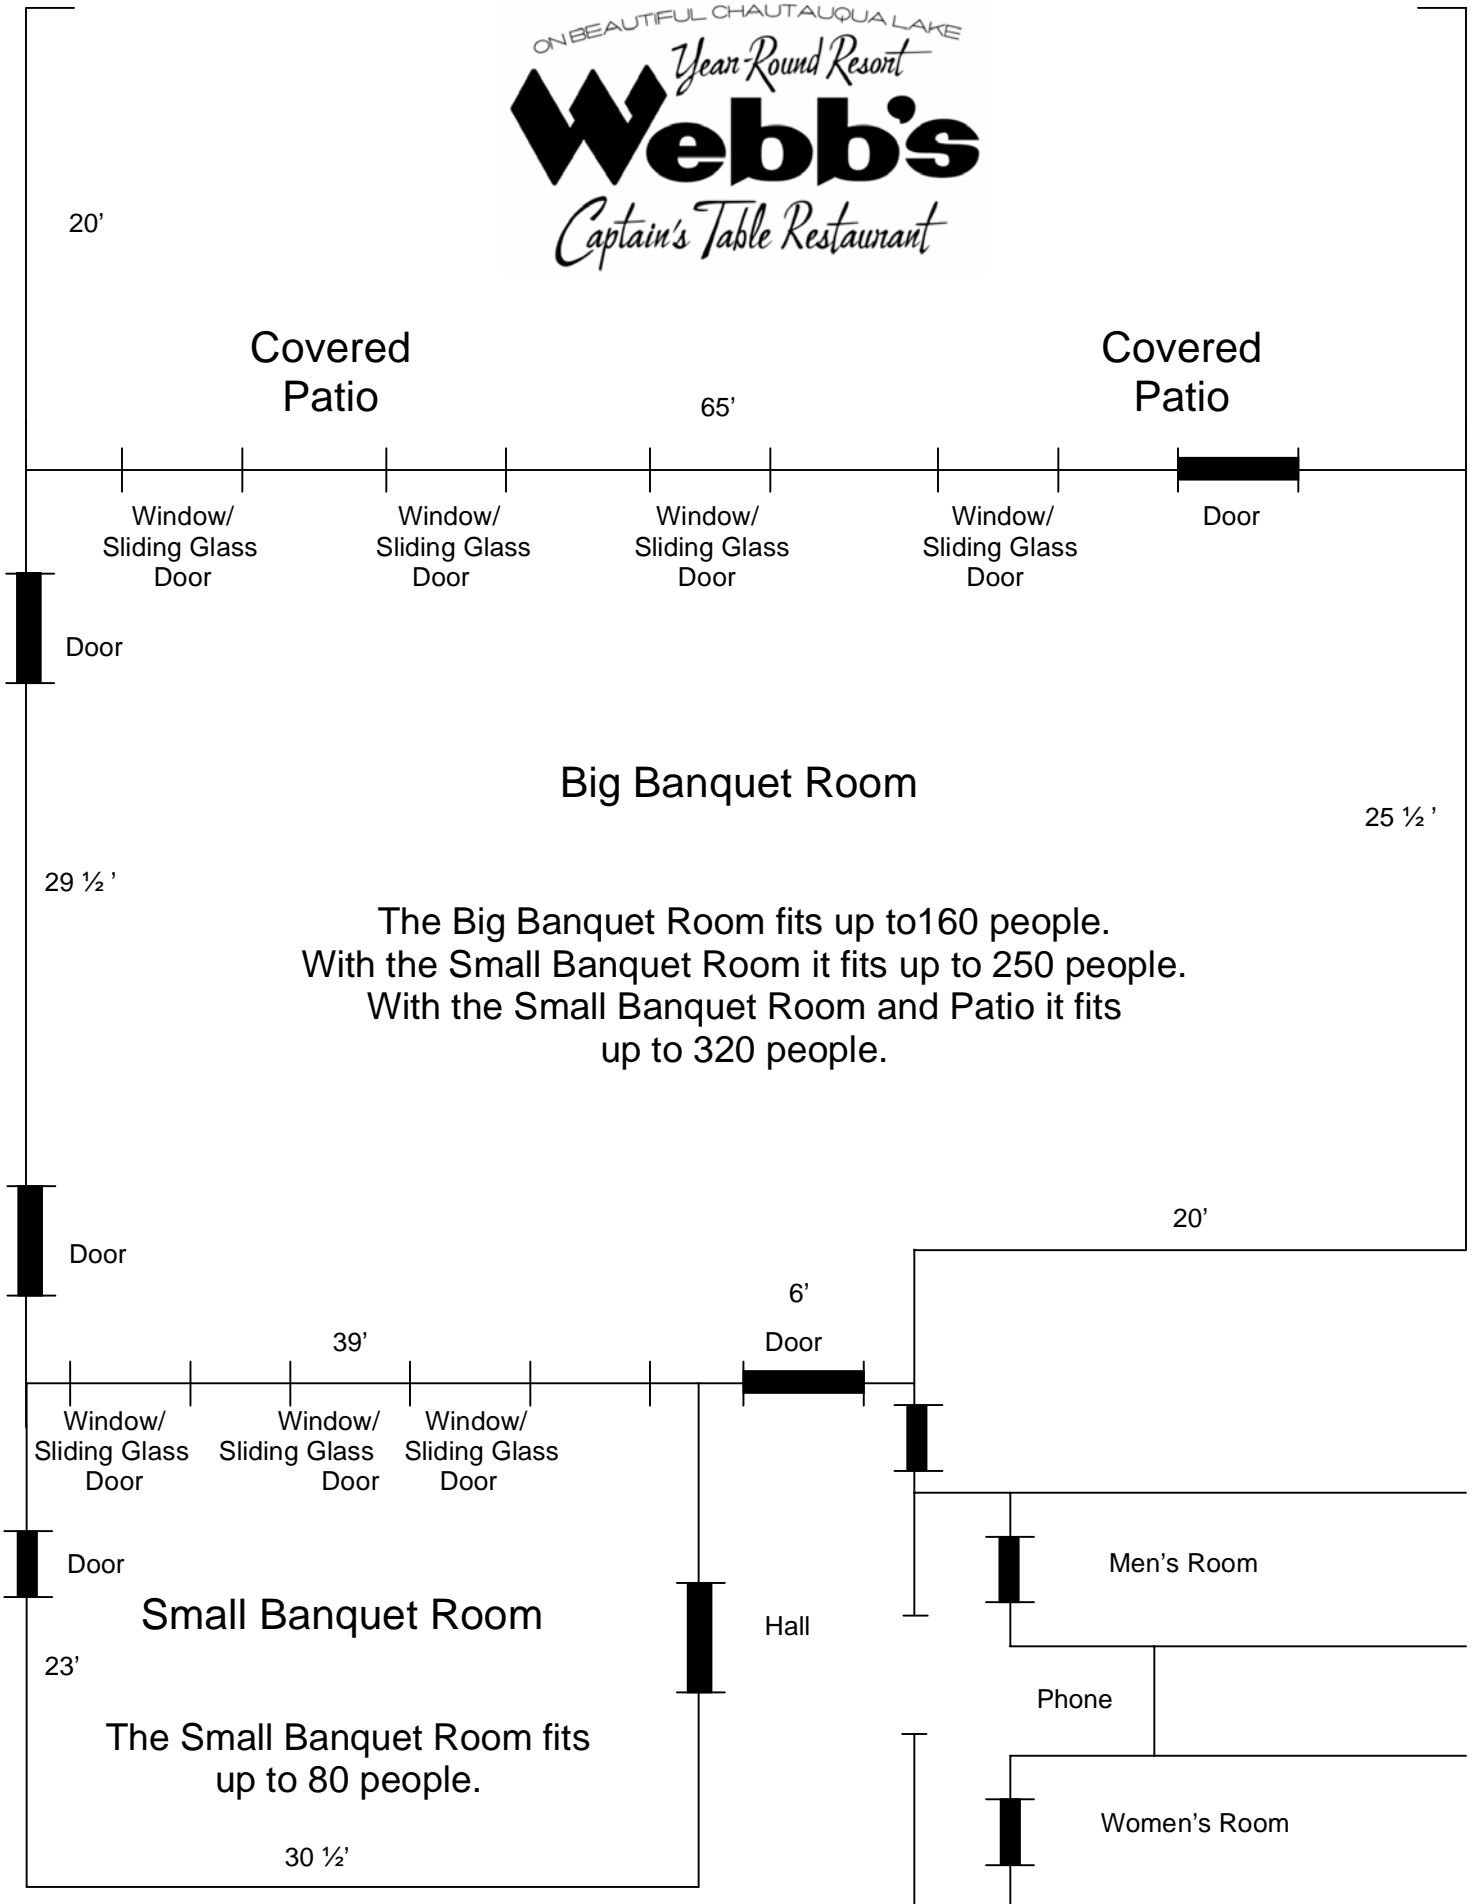 ON BEAUTIFUL CHAUTAUQUA LAKE
Year-Round Resort
Webb's
Captain's Table Restaurant
20’
Covered
Patio
Covered
Patio
65’
Window/
Sliding Glass
Door
Window/
Sliding Glass
Door
Window/
Sliding Glass
Door
Window/
Sliding Glass
Door
Door
Door
Big Banquet Room
25 ½ ’
29 ½ ’
The Big Banquet Room fits up to160 people.
With the Small Banquet Room it fits up to 250 people.
With the Small Banquet Room and Patio it fits
up to 320 people.
20’
Door
6’
39’
Door
Window/
Sliding Glass
Door
Window/
Sliding Glass
Door
Window/
Sliding Glass
Door
Door
Men’s Room
Small Banquet Room
Hall
23’
Phone
The Small Banquet Room fits
up to 80 people.
Women’s Room
30 ½’